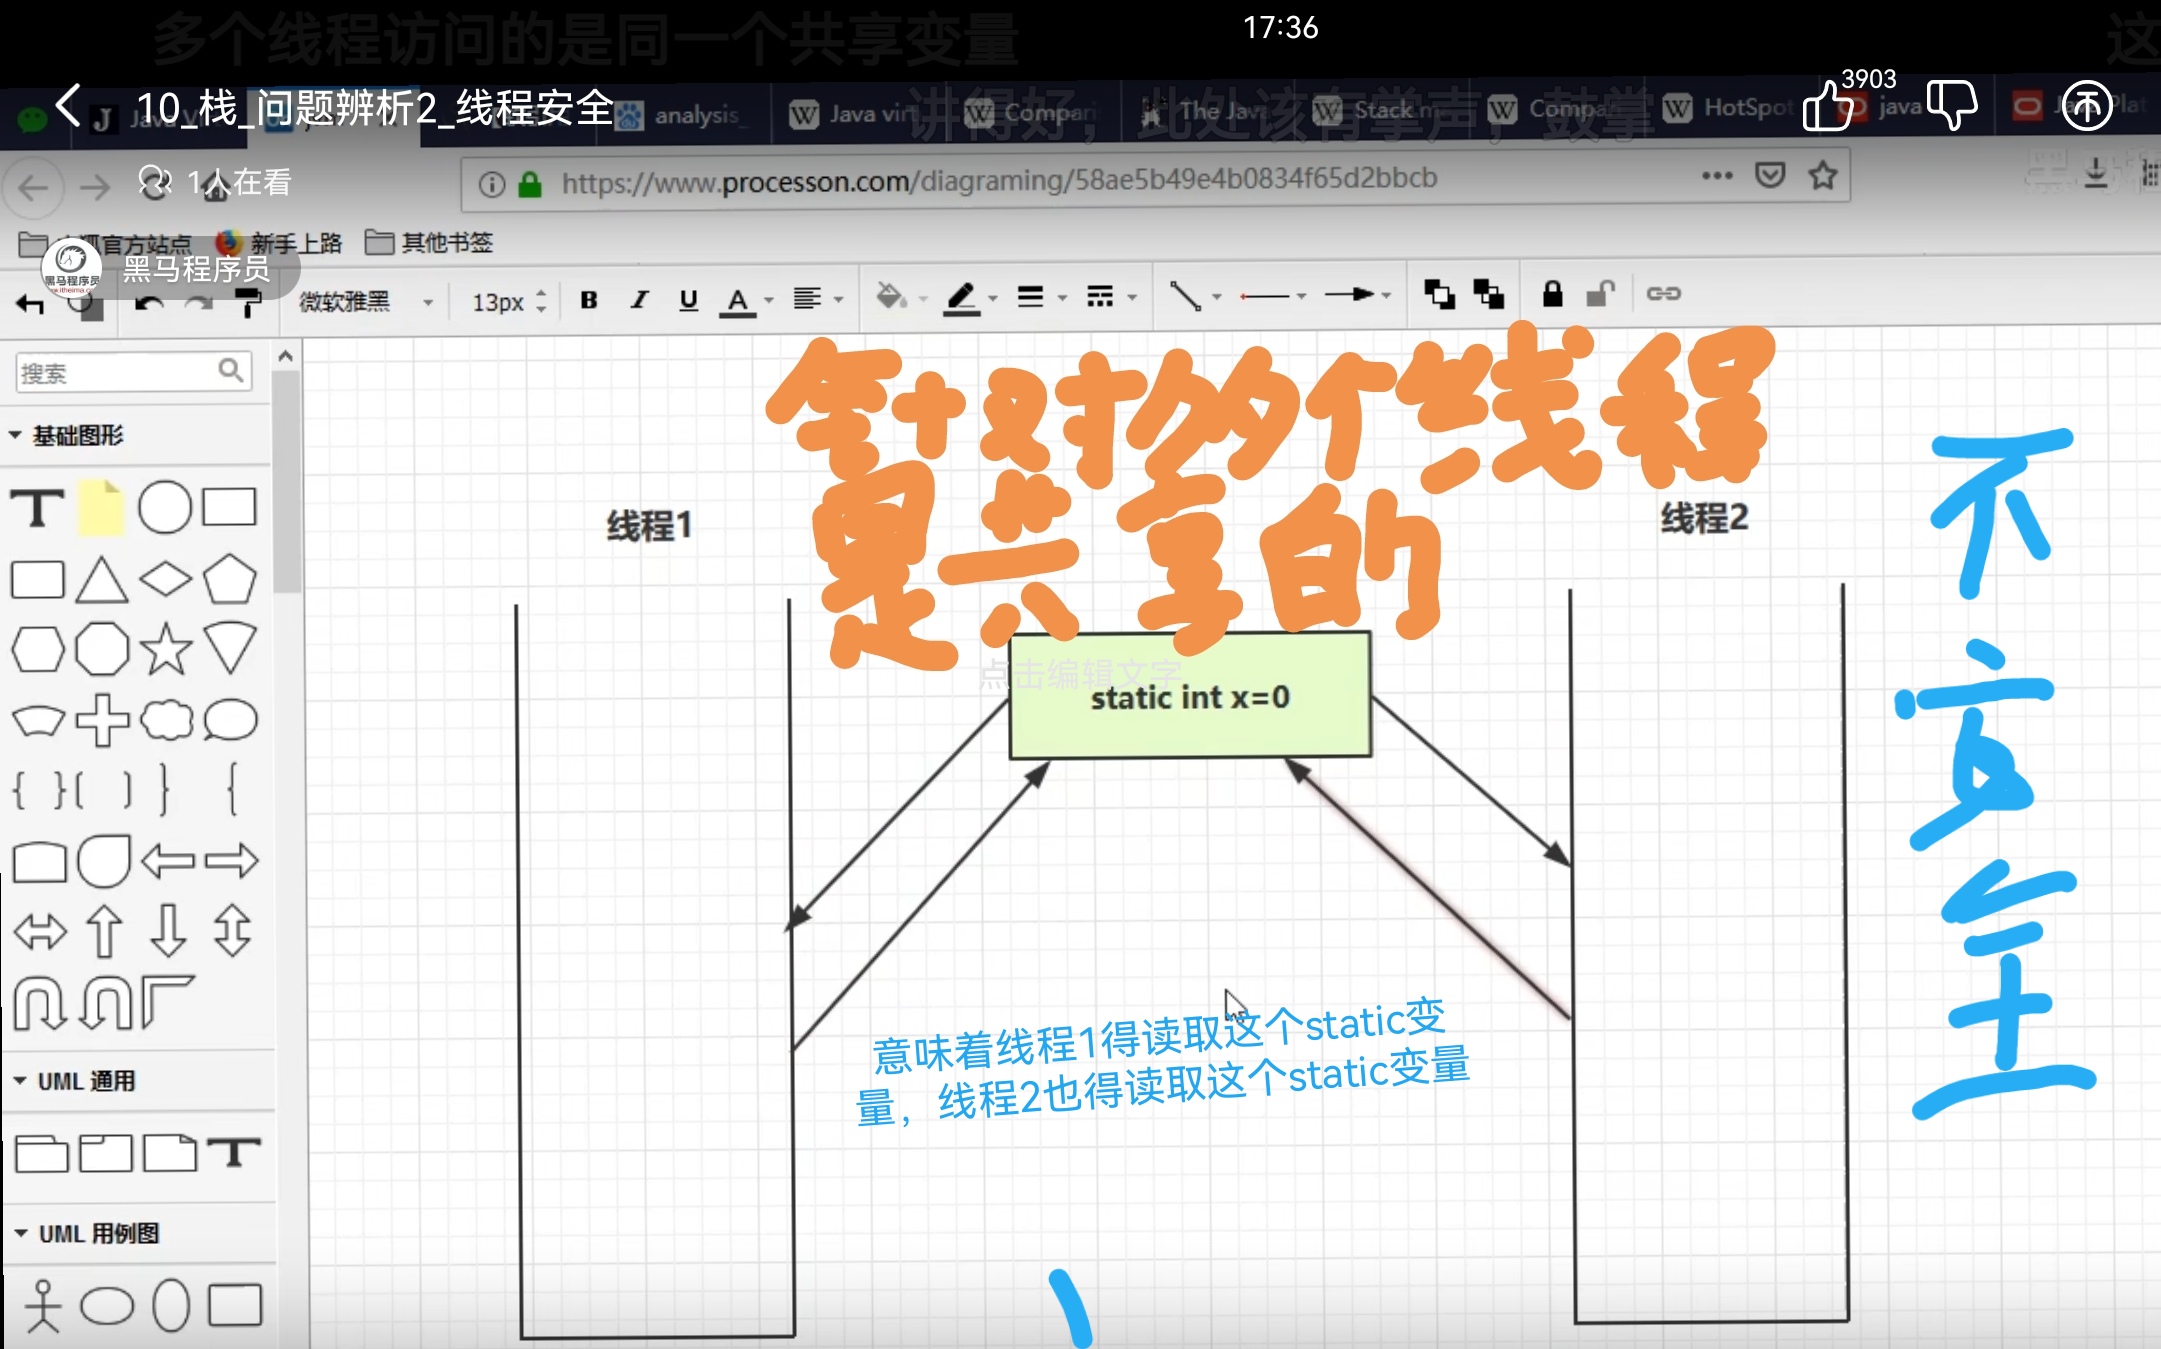 多个线程访问的是同一个共享变量
17:36
这
10_栈_问题辨析2_线程安全
analysis_
Java virt
讲得好，此处该有掌声，鼓掌
Compari
The Java
Stack m
Compa
HotSpot
3903
java
1人在看
https://www.processon.com/diagraming/58ae5b49e4b0834f65d2bbcb
官方站点
新手上路
其他书签
黑马程序员
微软雅黑
13px
B
I
U
A
搜索
基础图形
针对多个线程
是共享的
线程1
线程2
不
安
全
点击编辑文字
static int x=0
意味着线程1得读取这个static变
量，线程2也得读取这个static变量
UML 通用
UML 用例图